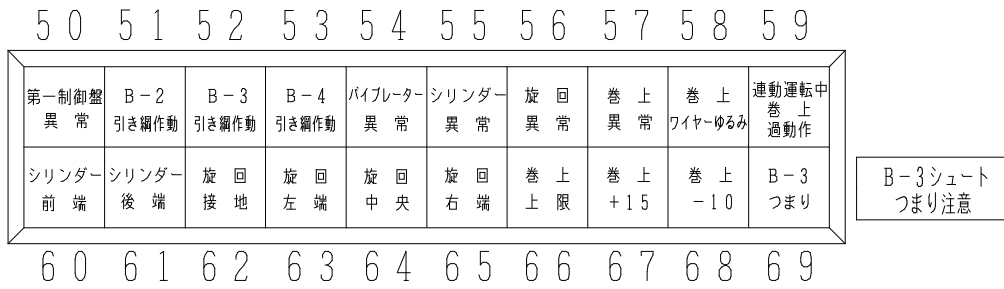 50 51 52 53 54 55 56 57 58 59
第一制御盤
異常
B-2
引き綱作動
B-3
引き綱作動
B-4
引き綱作動
バイブレーター
異常
シリンダー
異常
旋回
異常
巻上
異常
巻上
ワイヤーゆるみ
連動運転中
巻上
過動作
シリンダー
前端
シリンダー
後端
旋回
接地
旋回
左端
旋回
中央
旋回
右端
巻上
上限
巻上
+15
巻上
-10
B-3
つまり
B-3シュート
つまり注意
60 61 62 63 64 65 66 67 68 69